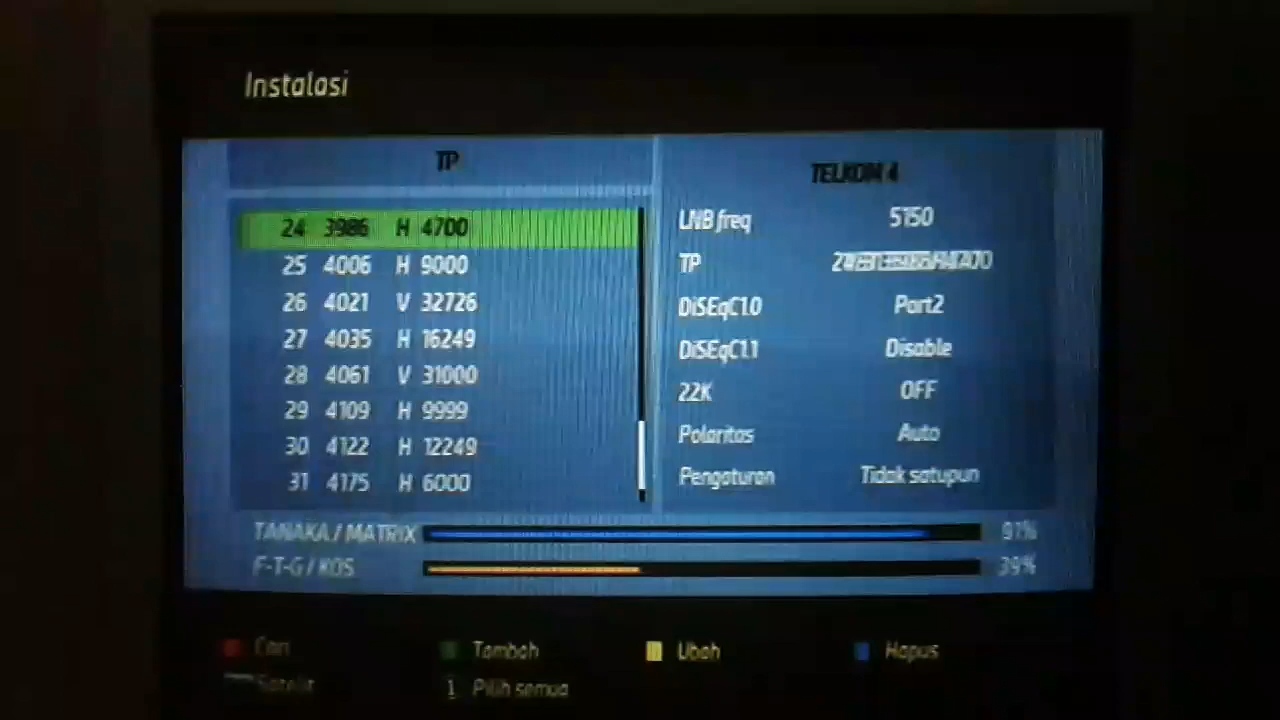 Instalasi
TP
24 3986 H 4700
25 4006 H 9000
26 4021 V 32726
27 4035 H 16249
28 4061 V 31000
29 4109 H 9999
30 4122 H 12249
31 4175 H 6000
TELKOM 4
LNB freq 5150
TP
DiSEqC1.0 Port2
DiSEqC1.1 Disable
22K OFF
Polaritas Auto
Pengaturan Tidak satupun
TANAKA / MATRIX 91%
F-T-G / KOS 39%
Cari Tambah Ubah Hapus
Satelit 1 Pilih semua